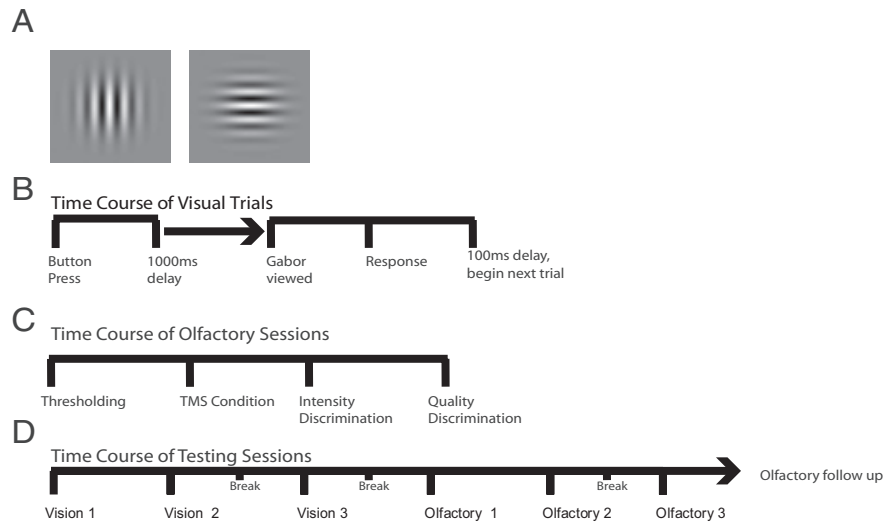 A
B
Time Course of Visual Trials
Button
Press
1000ms
delay
Gabor
viewed
Response
100ms delay,
begin next trial
C
Time Course of Olfactory Sessions
Thresholding
TMS Condition
Intensity
Discrimination
Quality
Discrimination
D
Time Course of Testing Sessions
Olfactory follow up
Break
Break
Break
Vision 1
Vision 2
Vision 3
Olfactory 1
Olfactory 2
Olfactory 3